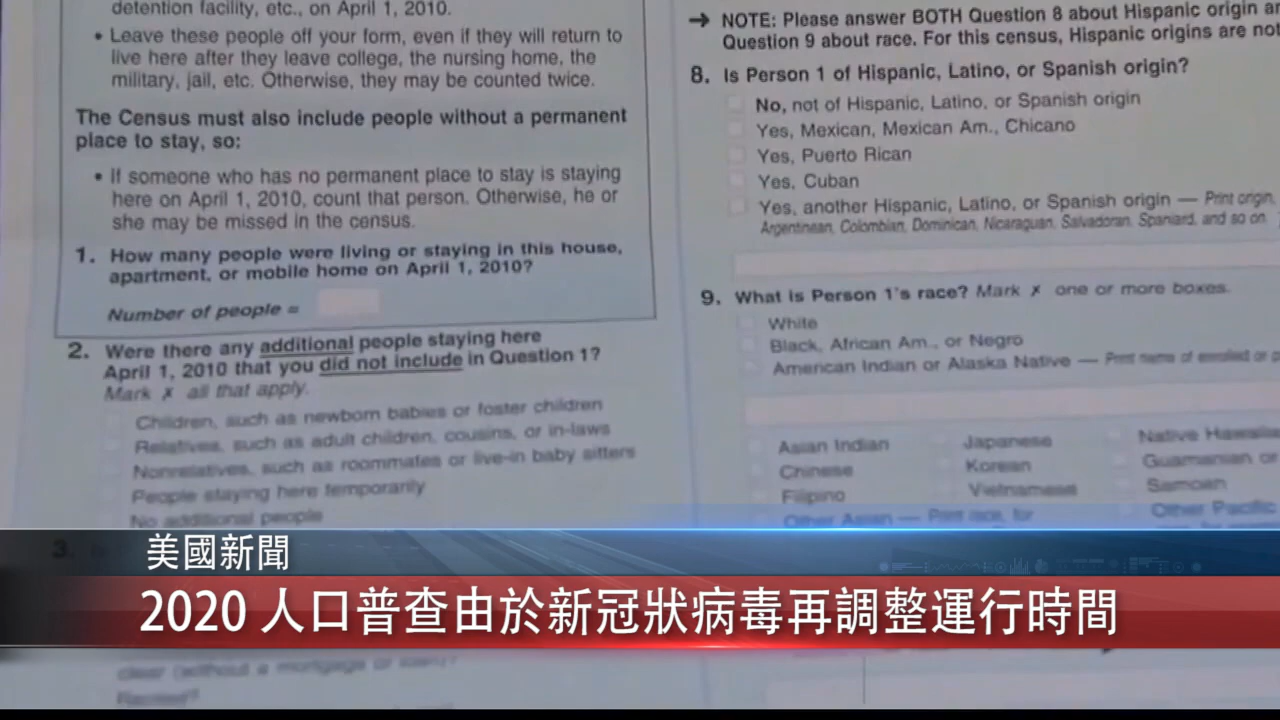 detention facility, etc., on April 1, 2010.
• Leave these people off your form, even if they will return to
live here after they leave college, the nursing home, the
military, jail, etc. Otherwise, they may be counted twice.
The Census must also include people without a permanent
place to stay, so:
• If someone who has no permanent place to stay is staying
here on April 1, 2010, count that person. Otherwise, he or
she may be missed in the census.
1. How many people were living or staying in this house,
apartment, or mobile home on April 1, 2010?
Number of people =
2. Were there any additional people staying here
April 1, 2010 that you did not include in Question 1?
Mark ✗ all that apply.
Children, such as newborn babies or foster children
Relatives, such as adult children, cousins, or in-laws
Nonrelatives, such as roommates or live-in baby sitters
People staying here temporarily
No additional people
3.
→ NOTE: Please answer BOTH Question 8 about Hispanic origin
Question 9 about race. For this census, Hispanic origins are not
8. Is Person 1 of Hispanic, Latino, or Spanish origin?
No, not of Hispanic, Latino, or Spanish origin
Yes, Mexican, Mexican Am., Chicano
Yes, Puerto Rican
Yes, Cuban
Yes, another Hispanic, Latino, or Spanish origin — Print origin,
Argentinean, Colombian, Dominican, Nicaraguan, Salvadoran, Spaniard, and so on.
9. What is Person 1's race? Mark ✗ one or more boxes.
White
Black, African Am., or Negro
American Indian or Alaska Native — Print name of enrolled or
Asian Indian Japanese Native
Chinese Korean Guamanian or
Filipino Vietnamese Samoan
Other Asian — Print race, for Other Pacific
美國新聞
2020 人口普查由於新冠狀病毒再調整運行時間
clear (without a mortgage or loan)?
Rented?